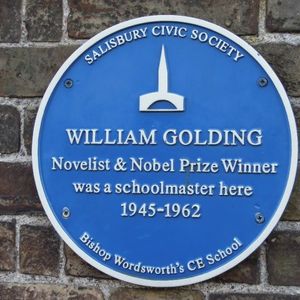 SALISBURY CIVIC SOCIETY
WILLIAM GOLDING
Novelist & Nobel Prize Winner
was a schoolmaster here
1945-1962
Bishop Wordsworth's CE School